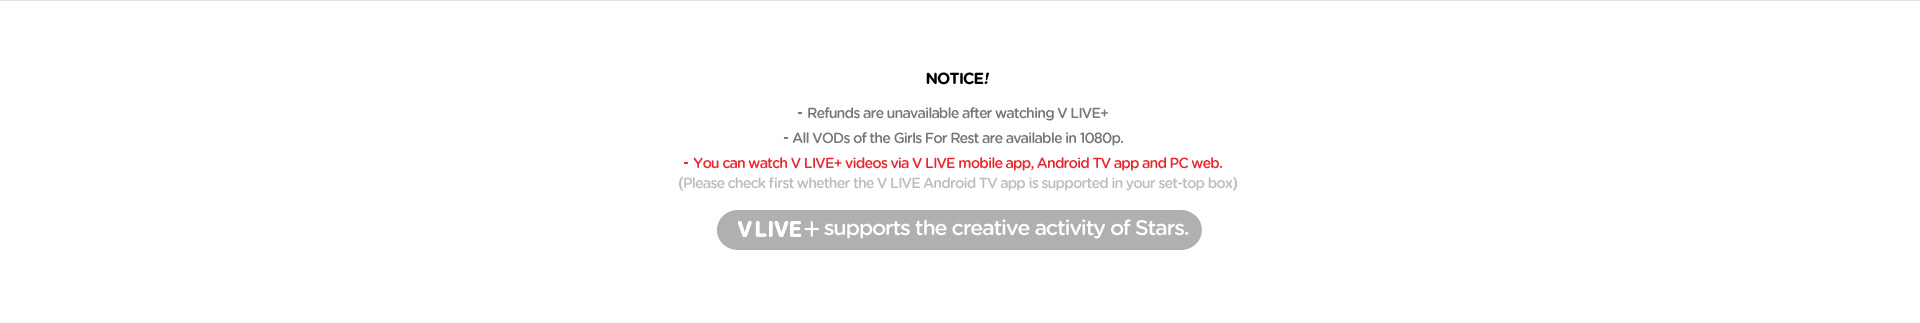 NOTICE!
- Refunds are unavailable after watching V LIVE+
- All VODs of the Girls For Rest are available in 1080p.
- You can watch V LIVE+ videos via V LIVE mobile app, Android TV app and PC web.
(Please check first whether the V LIVE Android TV app is supported in your set-top box)
V LIVE+ supports the creative activity of Stars.